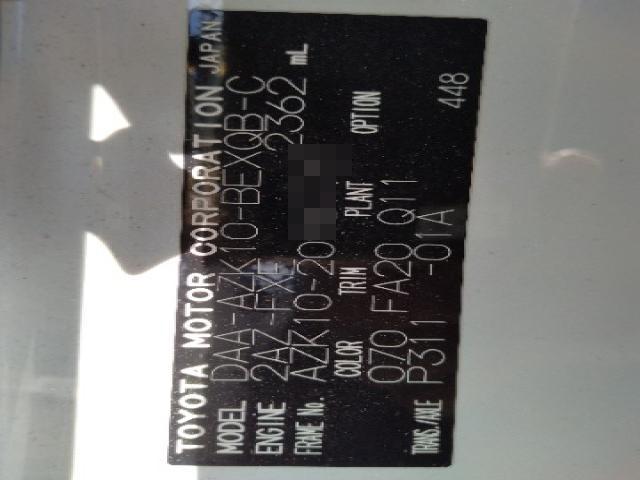 TOYOTA MOTOR CORPORATION JAPAN
MODEL DAA-AZK10-BEXQB-C
ENGINE 2AZ-FXE 2362 mL
FRAME No. AZK10-20
COLOR TRIM PLANT OPTION
070 FA20 Q11
TRANS./AXLE P311 -01A 448